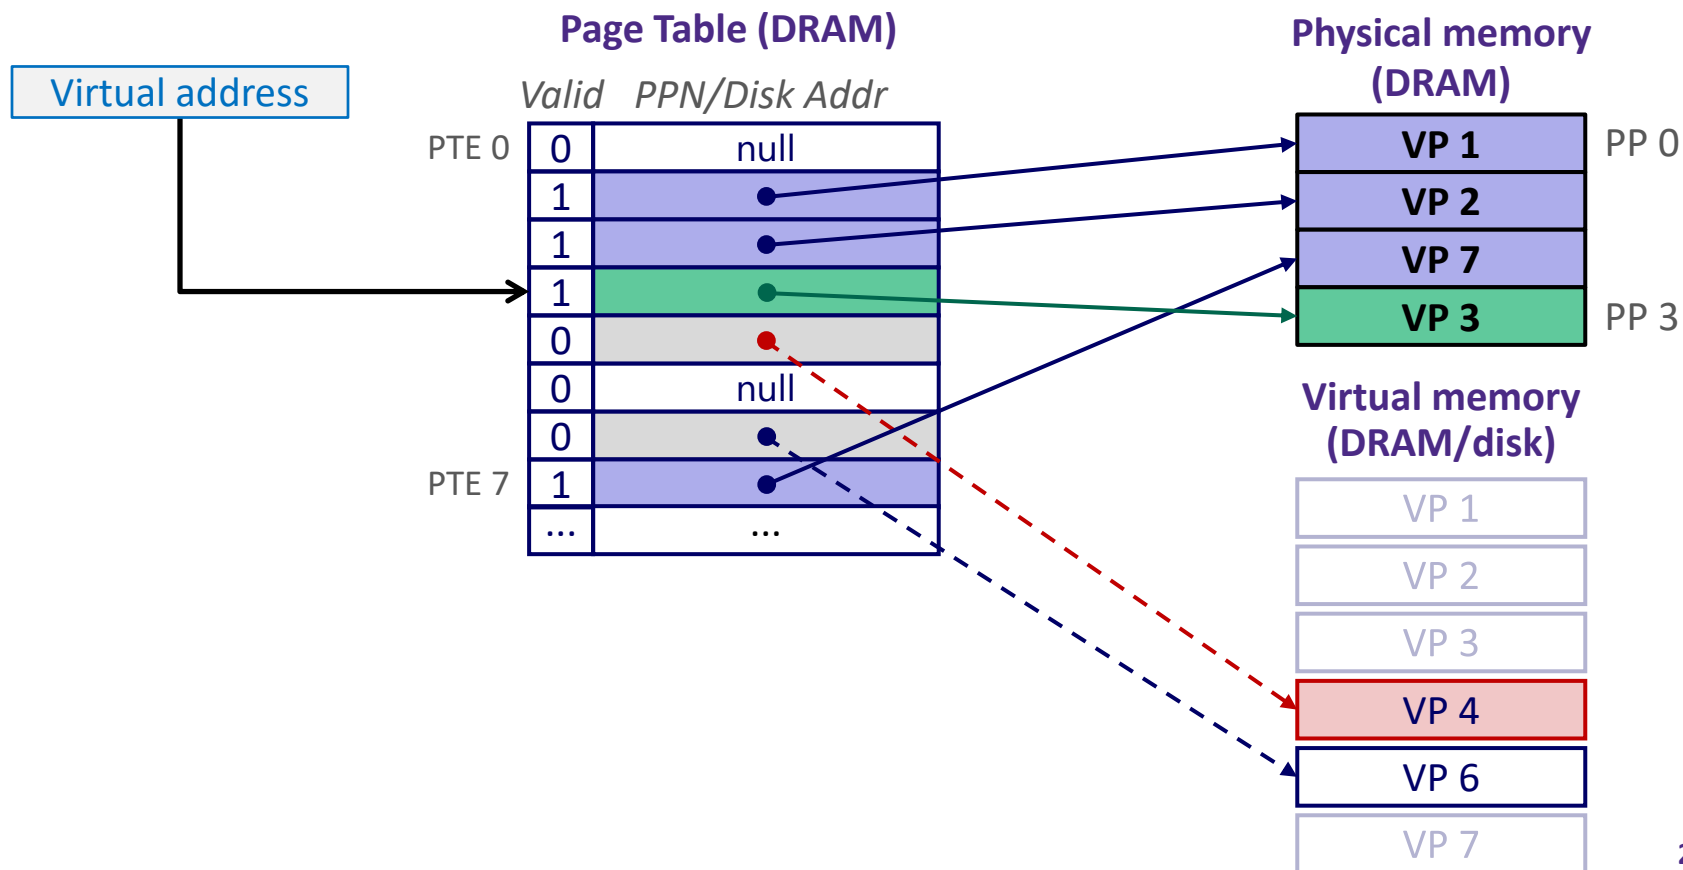 Page Table (DRAM)
Physical memory
(DRAM)
Virtual address
Valid PPN/Disk Addr
PTE 0 0 null
1
1
1
0
0 null
0
PTE 7 1
... ...
VP 1 PP 0
VP 2
VP 7
VP 3 PP 3
Virtual memory
(DRAM/disk)
VP 1
VP 2
VP 3
VP 4
VP 6
VP 7